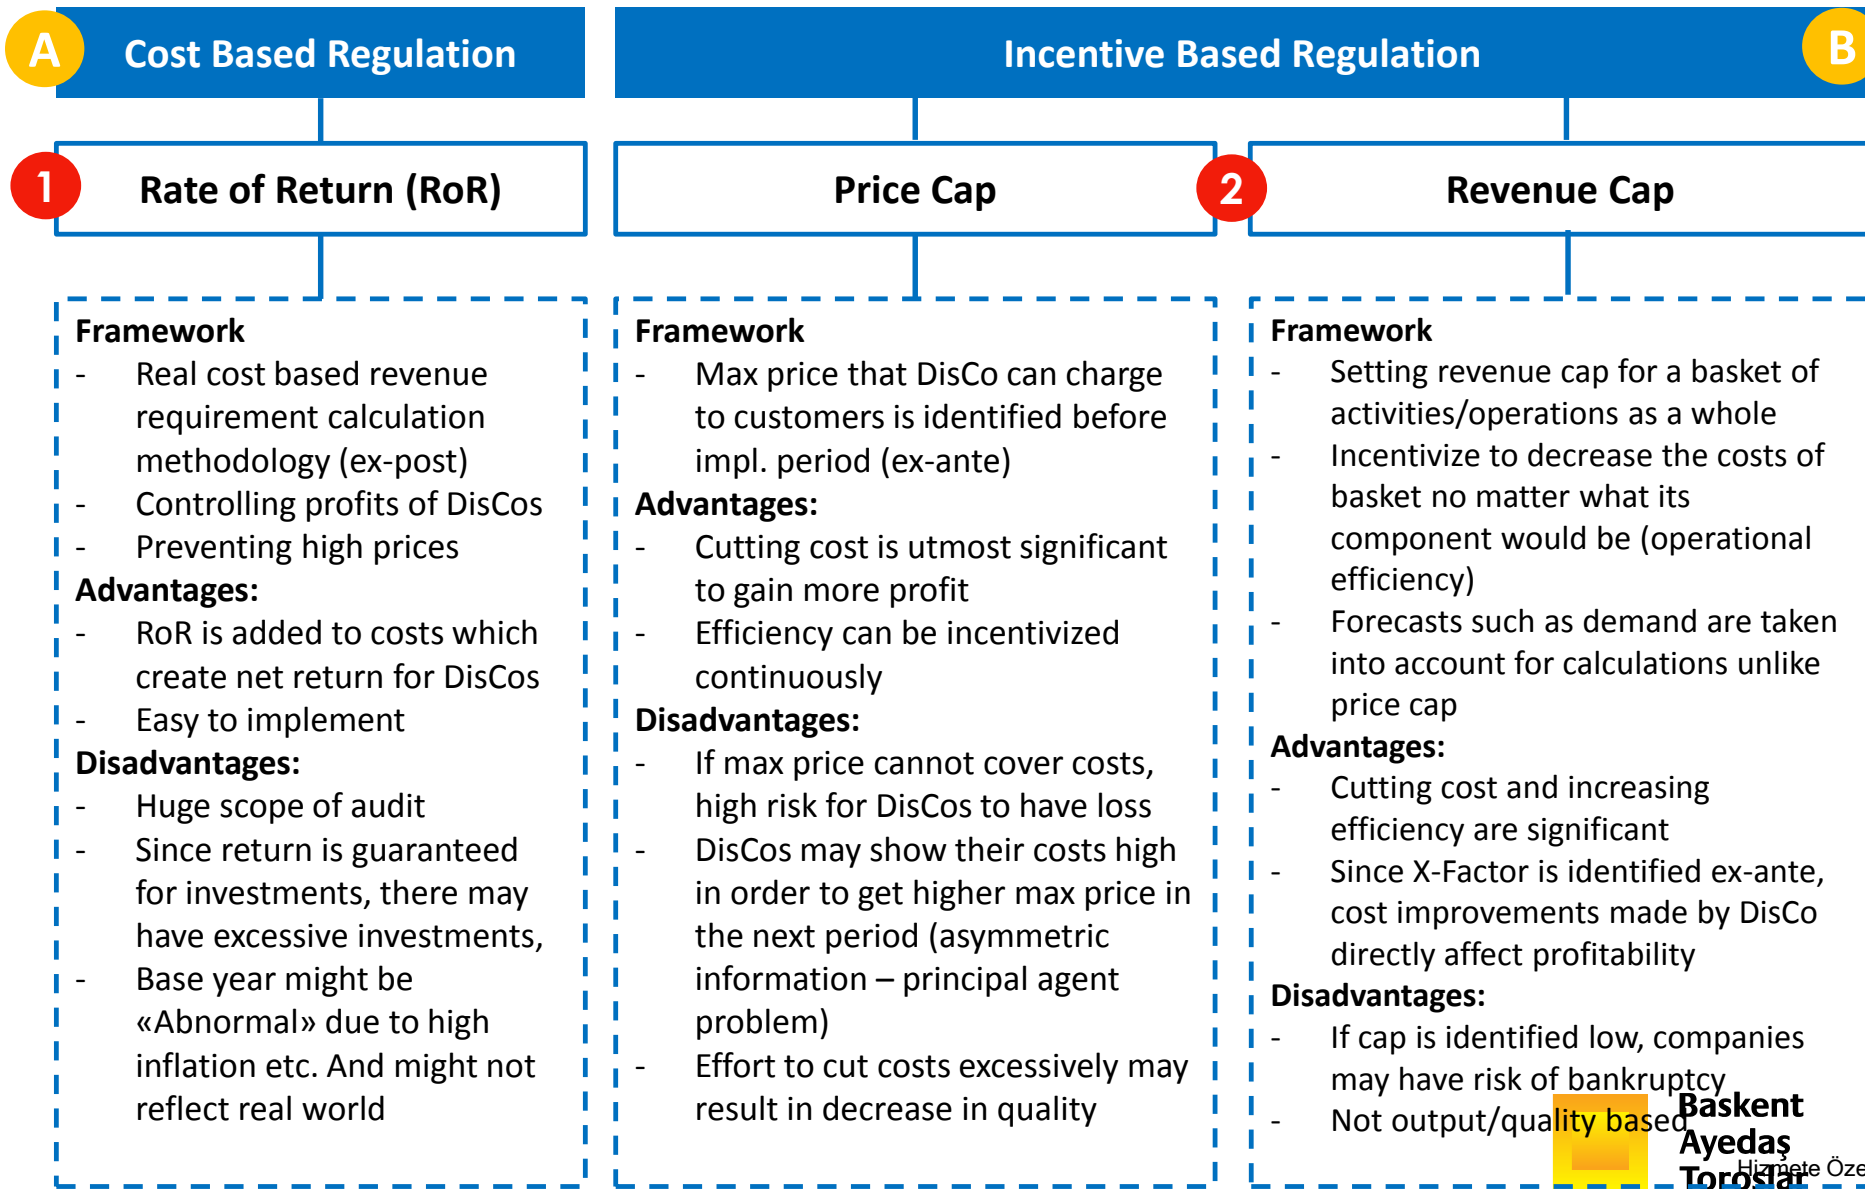 A
Cost Based Regulation
Incentive Based Regulation
B
1
Rate of Return (RoR)
Price Cap
2
Revenue Cap
Framework
- Real cost based revenue
requirement calculation
methodology (ex-post)
- Controlling profits of DisCos
- Preventing high prices
Advantages:
- RoR is added to costs which
create net return for DisCos
- Easy to implement
Disadvantages:
- Huge scope of audit
- Since return is guaranteed
for investments, there may
have excessive investments,
- Base year might be
«Abnormal» due to high
inflation etc. And might not
reflect real world
Framework
- Max price that DisCo can charge
to customers is identified before
impl. period (ex-ante)
Advantages:
- Cutting cost is utmost significant
to gain more profit
- Efficiency can be incentivized
continuously
Disadvantages:
- If max price cannot cover costs,
high risk for DisCos to have loss
- DisCos may show their costs high
in order to get higher max price in
the next period (asymmetric
information – principal agent
problem)
- Effort to cut costs excessively may
result in decrease in quality
Framework
- Setting revenue cap for a basket of
activities/operations as a whole
- Incentivize to decrease the costs of
basket no matter what its
component would be (operational
efficiency)
- Forecasts such as demand are taken
into account for calculations unlike
price cap
Advantages:
- Cutting cost and increasing
efficiency are significant
- Since X-Factor is identified ex-ante,
cost improvements made by DisCo
directly affect profitability
Disadvantages:
- If cap is identified low, companies
may have risk of bankruptcy
- Not output/quality based
Baskent
Ayedaş
Toroslar
Hizmete Öze